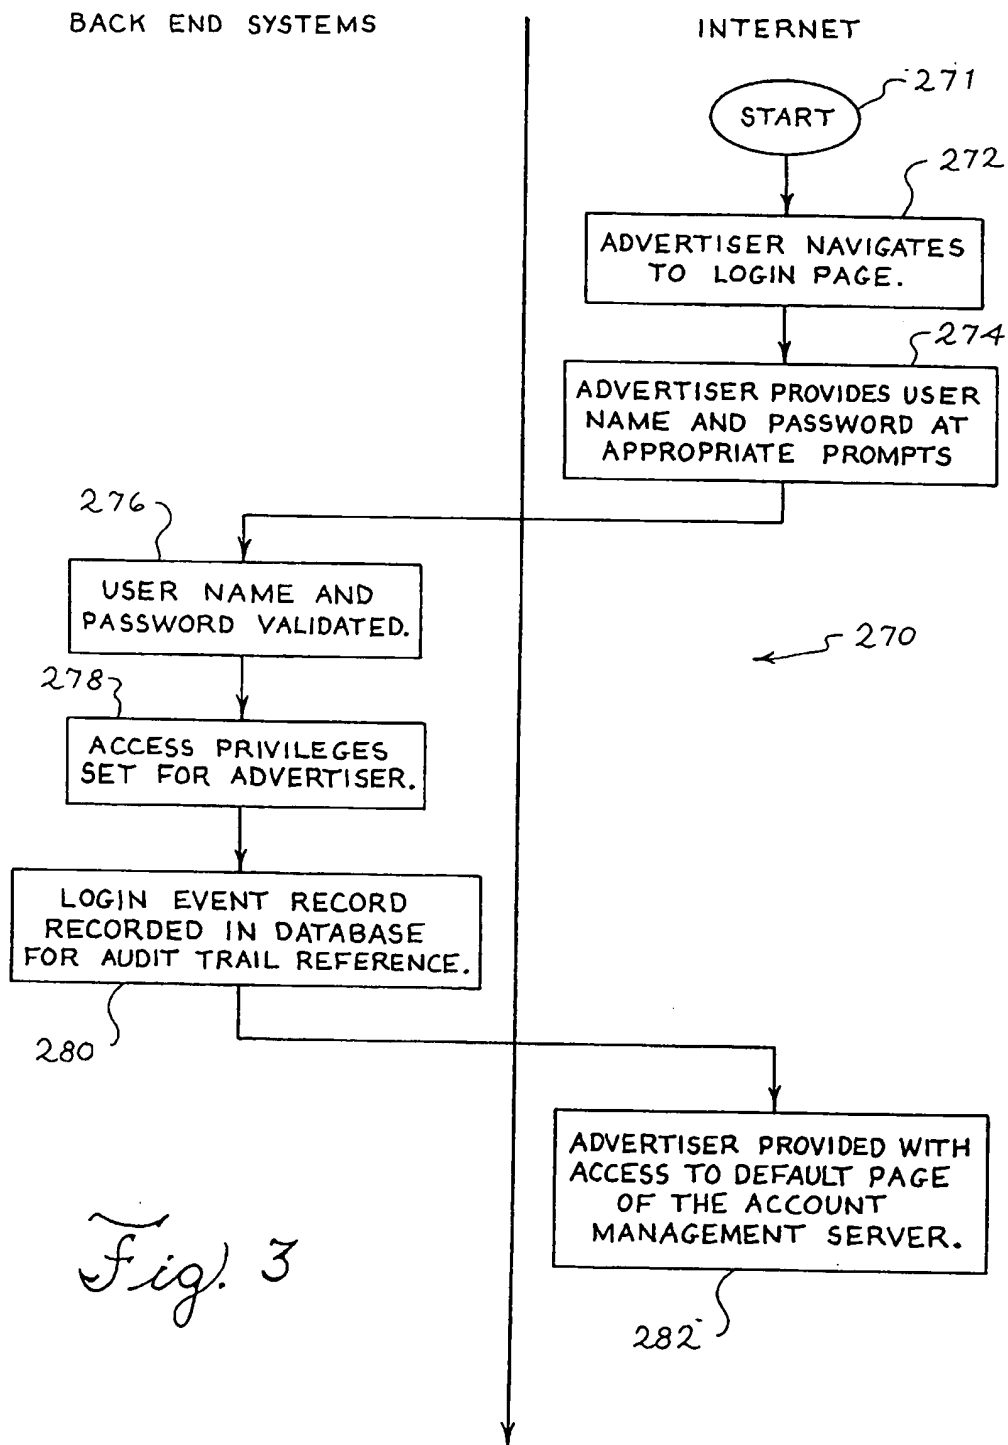 BACK END SYSTEMS
INTERNET
271
START
272
ADVERTISER NAVIGATES
TO LOGIN PAGE.
274
ADVERTISER PROVIDES USER
NAME AND PASSWORD AT
APPROPRIATE PROMPTS
276
USER NAME AND
PASSWORD VALIDATED.
270
278
ACCESS PRIVILEGES
SET FOR ADVERTISER.
LOGIN EVENT RECORD
RECORDED IN DATABASE
FOR AUDIT TRAIL REFERENCE.
280
ADVERTISER PROVIDED WITH
ACCESS TO DEFAULT PAGE
OF THE ACCOUNT
MANAGEMENT SERVER.
282
Fig. 3